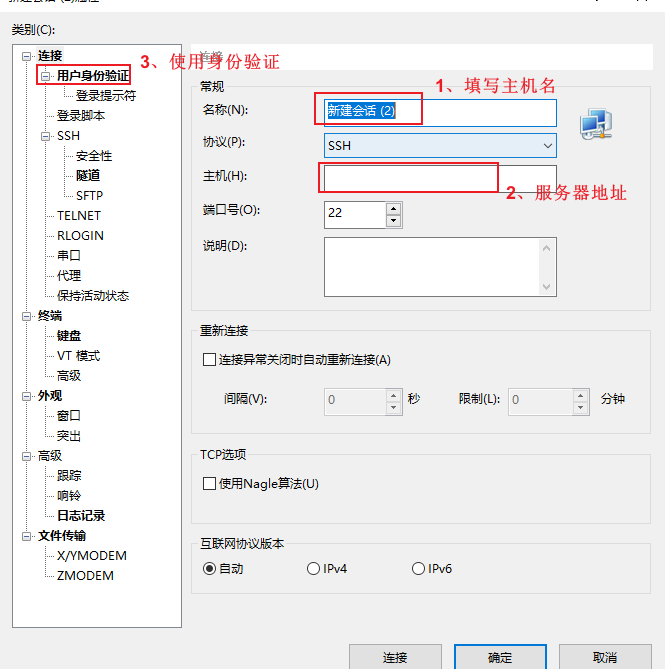 类别(C):
连接
用户身份验证
3、使用身份验证
登录提示符
登录脚本
SSH
安全性
隧道
SFTP
TELNET
RLOGIN
串口
代理
保持活动状态
终端
键盘
VT 模式
高级
外观
窗口
突出
高级
跟踪
响铃
日志记录
文件传输
X/YMODEM
ZMODEM
连接
常规
1、填写主机名
名称(N):
新建会话 (2)
协议(P):
SSH
主机(H):
2、服务器地址
端口号(O):
22
说明(D):
重新连接
连接异常关闭时自动重新连接(A)
间隔(V):
0
秒
限制(L):
0
分钟
TCP选项
使用Nagle算法(U)
互联网协议版本
自动
IPv4
IPv6
连接
确定
取消